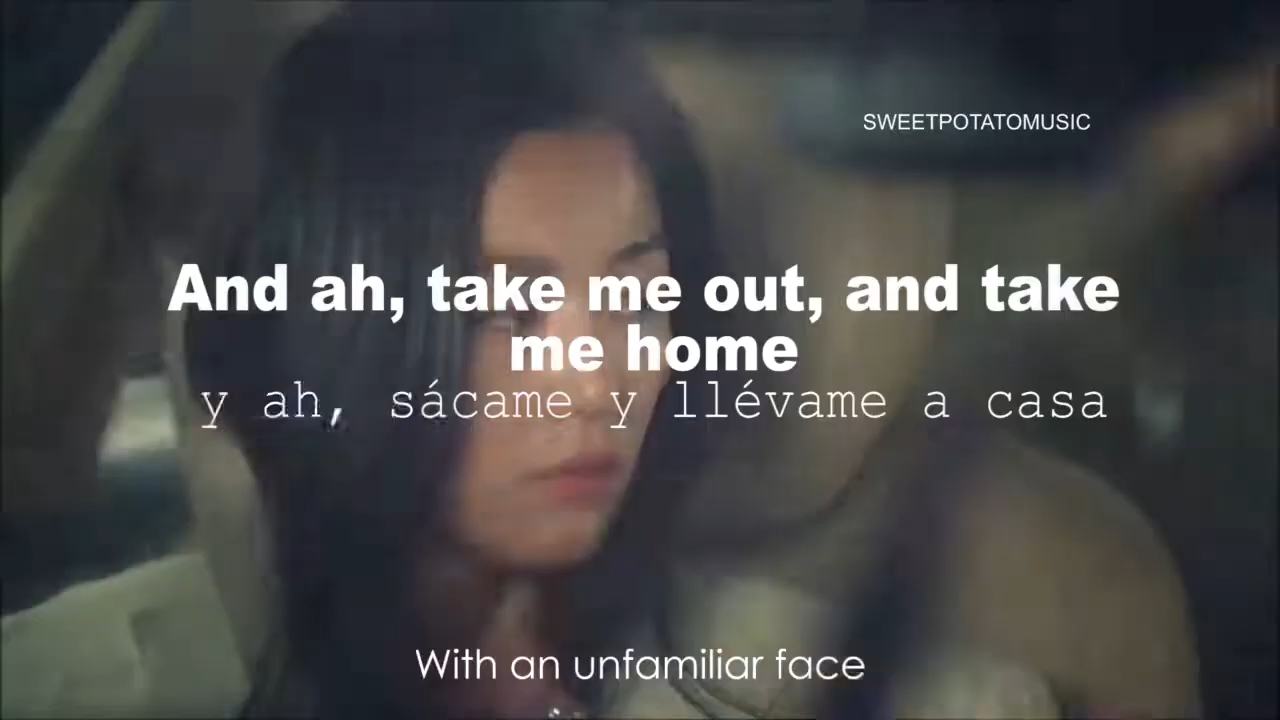 SWEETPOTATOMUSIC
And ah, take me out, and take
me home
y ah, sácame y llévame a casa
With an unfamiliar face